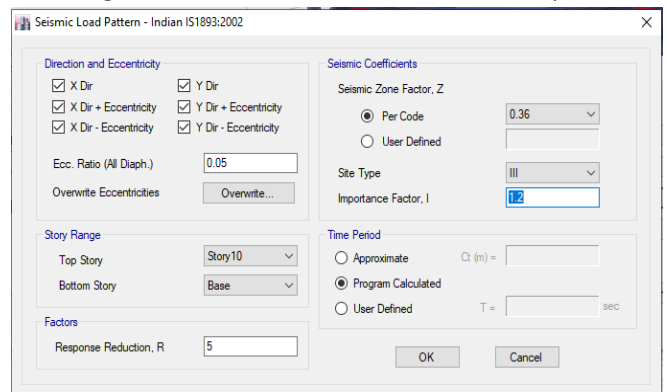 Seismic Load Pattern - Indian IS1893:2002
Direction and Eccentricity
X Dir
Y Dir
X Dir + Eccentricity
Y Dir + Eccentricity
X Dir - Eccentricity
Y Dir - Eccentricity
Ecc. Ratio (All Diaph.)
0.05
Overwrite Eccentricities
Overwrite...
Story Range
Top Story
Story10
Bottom Story
Base
Factors
Response Reduction, R
5
Seismic Coefficients
Seismic Zone Factor, Z
Per Code
0.36
User Defined
Site Type
III
Importance Factor, I
1.2
Time Period
Approximate
Ct (m) =
Program Calculated
User Defined
T =
sec
OK
Cancel